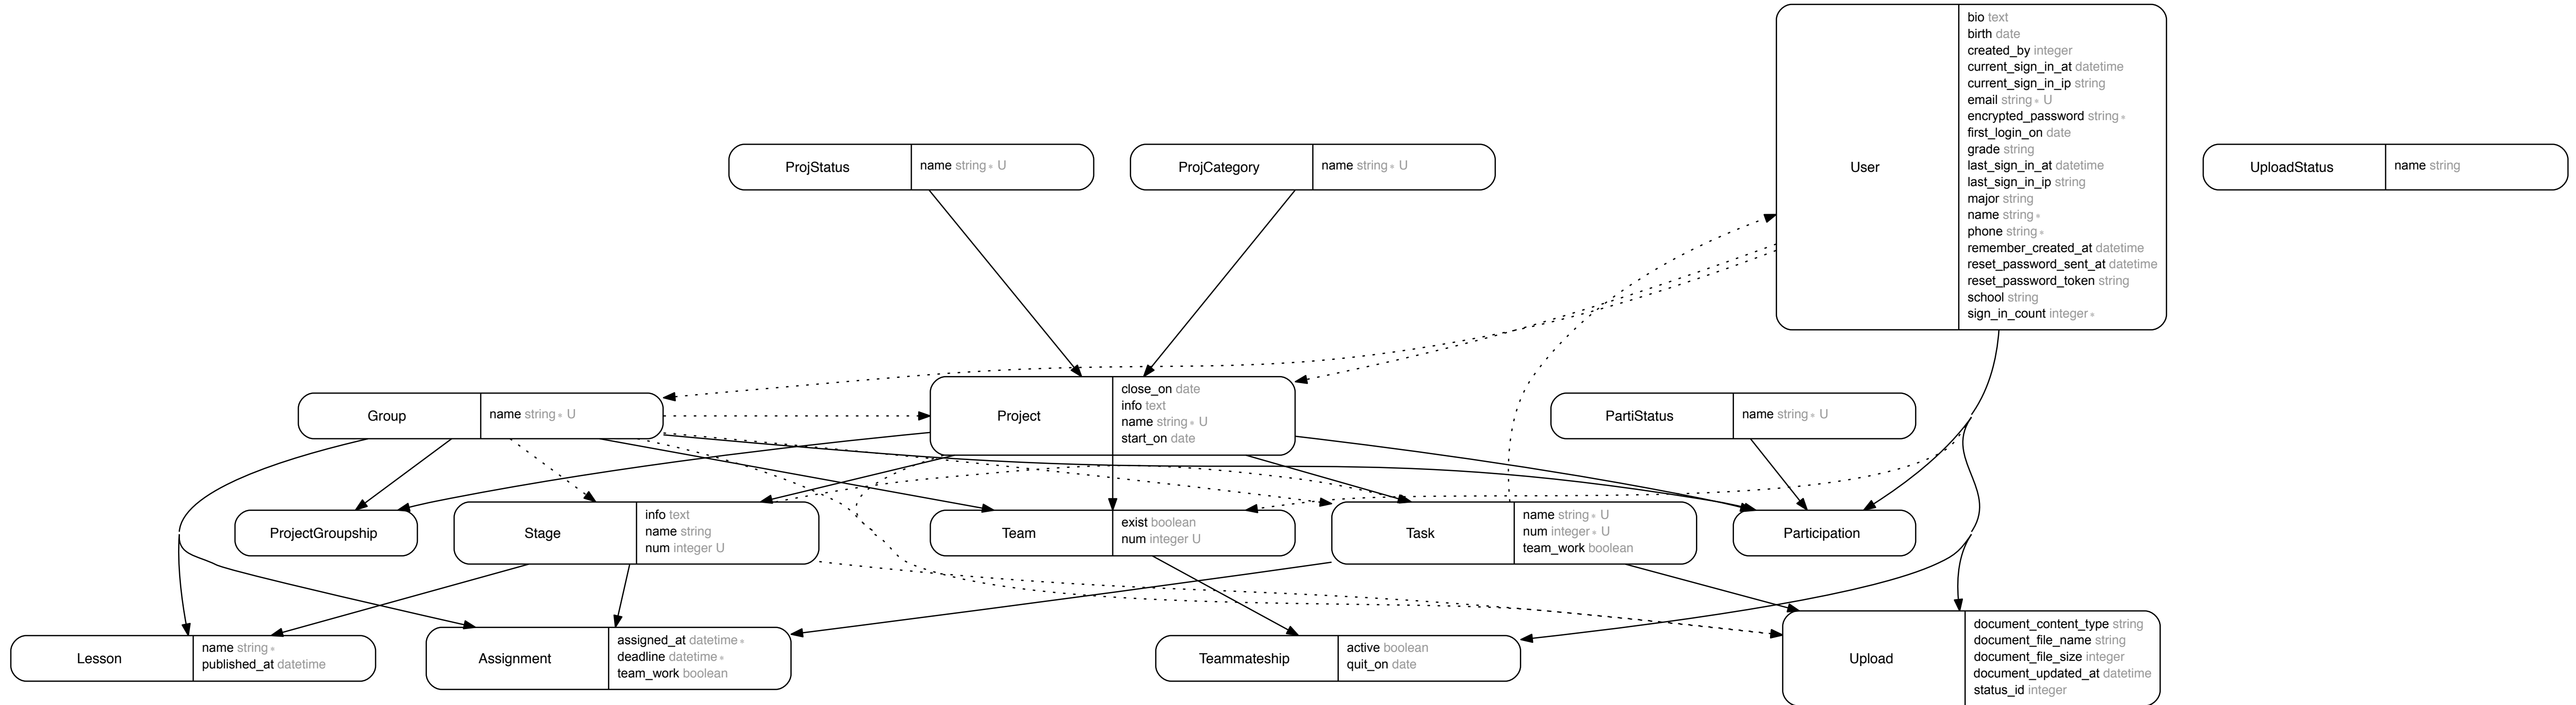 User
bio text
birth date
created_by integer
current_sign_in_at datetime
current_sign_in_ip string
email string∗ U
encrypted_password string∗
first_login_on date
grade string
last_sign_in_at datetime
last_sign_in_ip string
major string
name string∗
phone string∗
remember_created_at datetime
reset_password_sent_at datetime
reset_password_token string
school string
sign_in_count integer∗
ProjStatus
name string∗ U
ProjCategory
name string∗ U
UploadStatus
name string
Group
name string∗ U
Project
close_on date
info text
name string∗ U
start_on date
PartiStatus
name string∗ U
ProjectGroupship
Stage
info text
name string
num integer U
Team
exist boolean
num integer U
Task
name string∗ U
num integer∗ U
team_work boolean
Participation
Lesson
name string∗
published_at datetime
Assignment
assigned_at datetime∗
deadline datetime∗
team_work boolean
Teammateship
active boolean
quit_on date
Upload
document_content_type string
document_file_name string
document_file_size integer
document_updated_at datetime
status_id integer